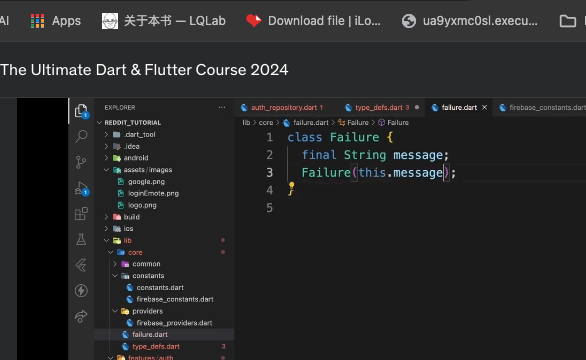 AI
Apps
关于本书 — LQLab
Download file | iLo...
ua9yxmc0sl.execu...
The Ultimate Dart & Flutter Course 2024
EXPLORER
...
auth_repository.dart 1
type_defs.dart 3
failure.dart
firebase_constants.dart
lib > core > failure.dart > Failure > Failure
REDDIT_TUTORIAL
.dart_tool
.idea
android
assets/images
google.png
loginEmote.png
logo.png
build
ios
lib
core
common
constants
constants.dart
firebase_constants.dart
providers
firebase_providers.dart
failure.dart
type_defs.dart 3
features/auth
1 class Failure {
2 final String message;
3 Failure(this.message);
4 }
5
1
1